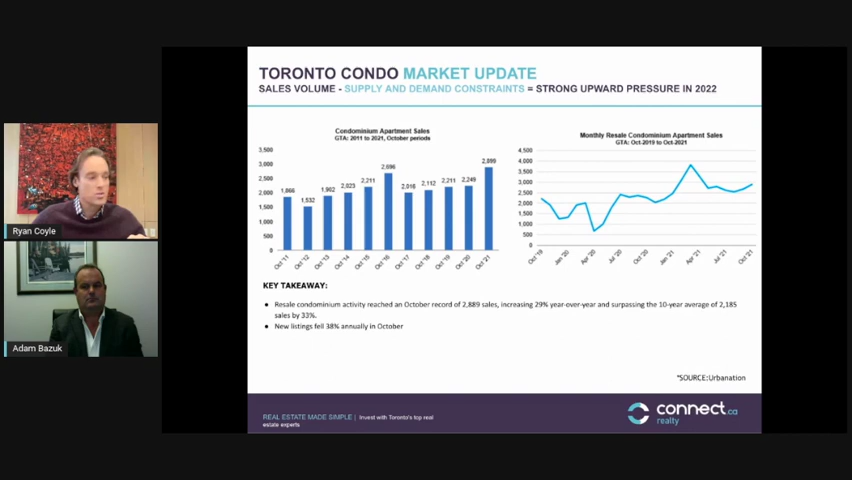 TORONTO CONDO MARKET UPDATE
SALES VOLUME - SUPPLY AND DEMAND CONSTRAINTS = STRONG UPWARD PRESSURE IN 2022
Condominium Apartment Sales
GTA: 2011 to 2021, October periods
3,500
3,000
2,500
2,000
1,500
1,000
500
0
1,866
1,532
1,902
2,023
2,211
2,696
2,016
2,112
2,211
2,249
2,899
Oct '11
Oct '12
Oct '13
Oct '14
Oct '15
Oct '16
Oct '17
Oct '18
Oct '19
Oct '20
Oct '21
Monthly Resale Condominium Apartment Sales
GTA: Oct-2019 to Oct-2021
4,500
4,000
3,500
3,000
2,500
2,000
1,500
1,000
500
0
Oct '19
Jan '20
Apr '20
Jul '20
Oct '20
Jan '21
Apr '21
Jul '21
Oct '21
Ryan Coyle
Adam Bazuk
KEY TAKEAWAY:
• Resale condominium activity reached an October record of 2,889 sales, increasing 29% year-over-year and surpassing the 10-year average of 2,185
sales by 33%.
• New listings fell 38% annually in October
*SOURCE:Urbanation
REAL ESTATE MADE SIMPLE | Invest with Toronto's top real
estate experts
connect.ca
realty